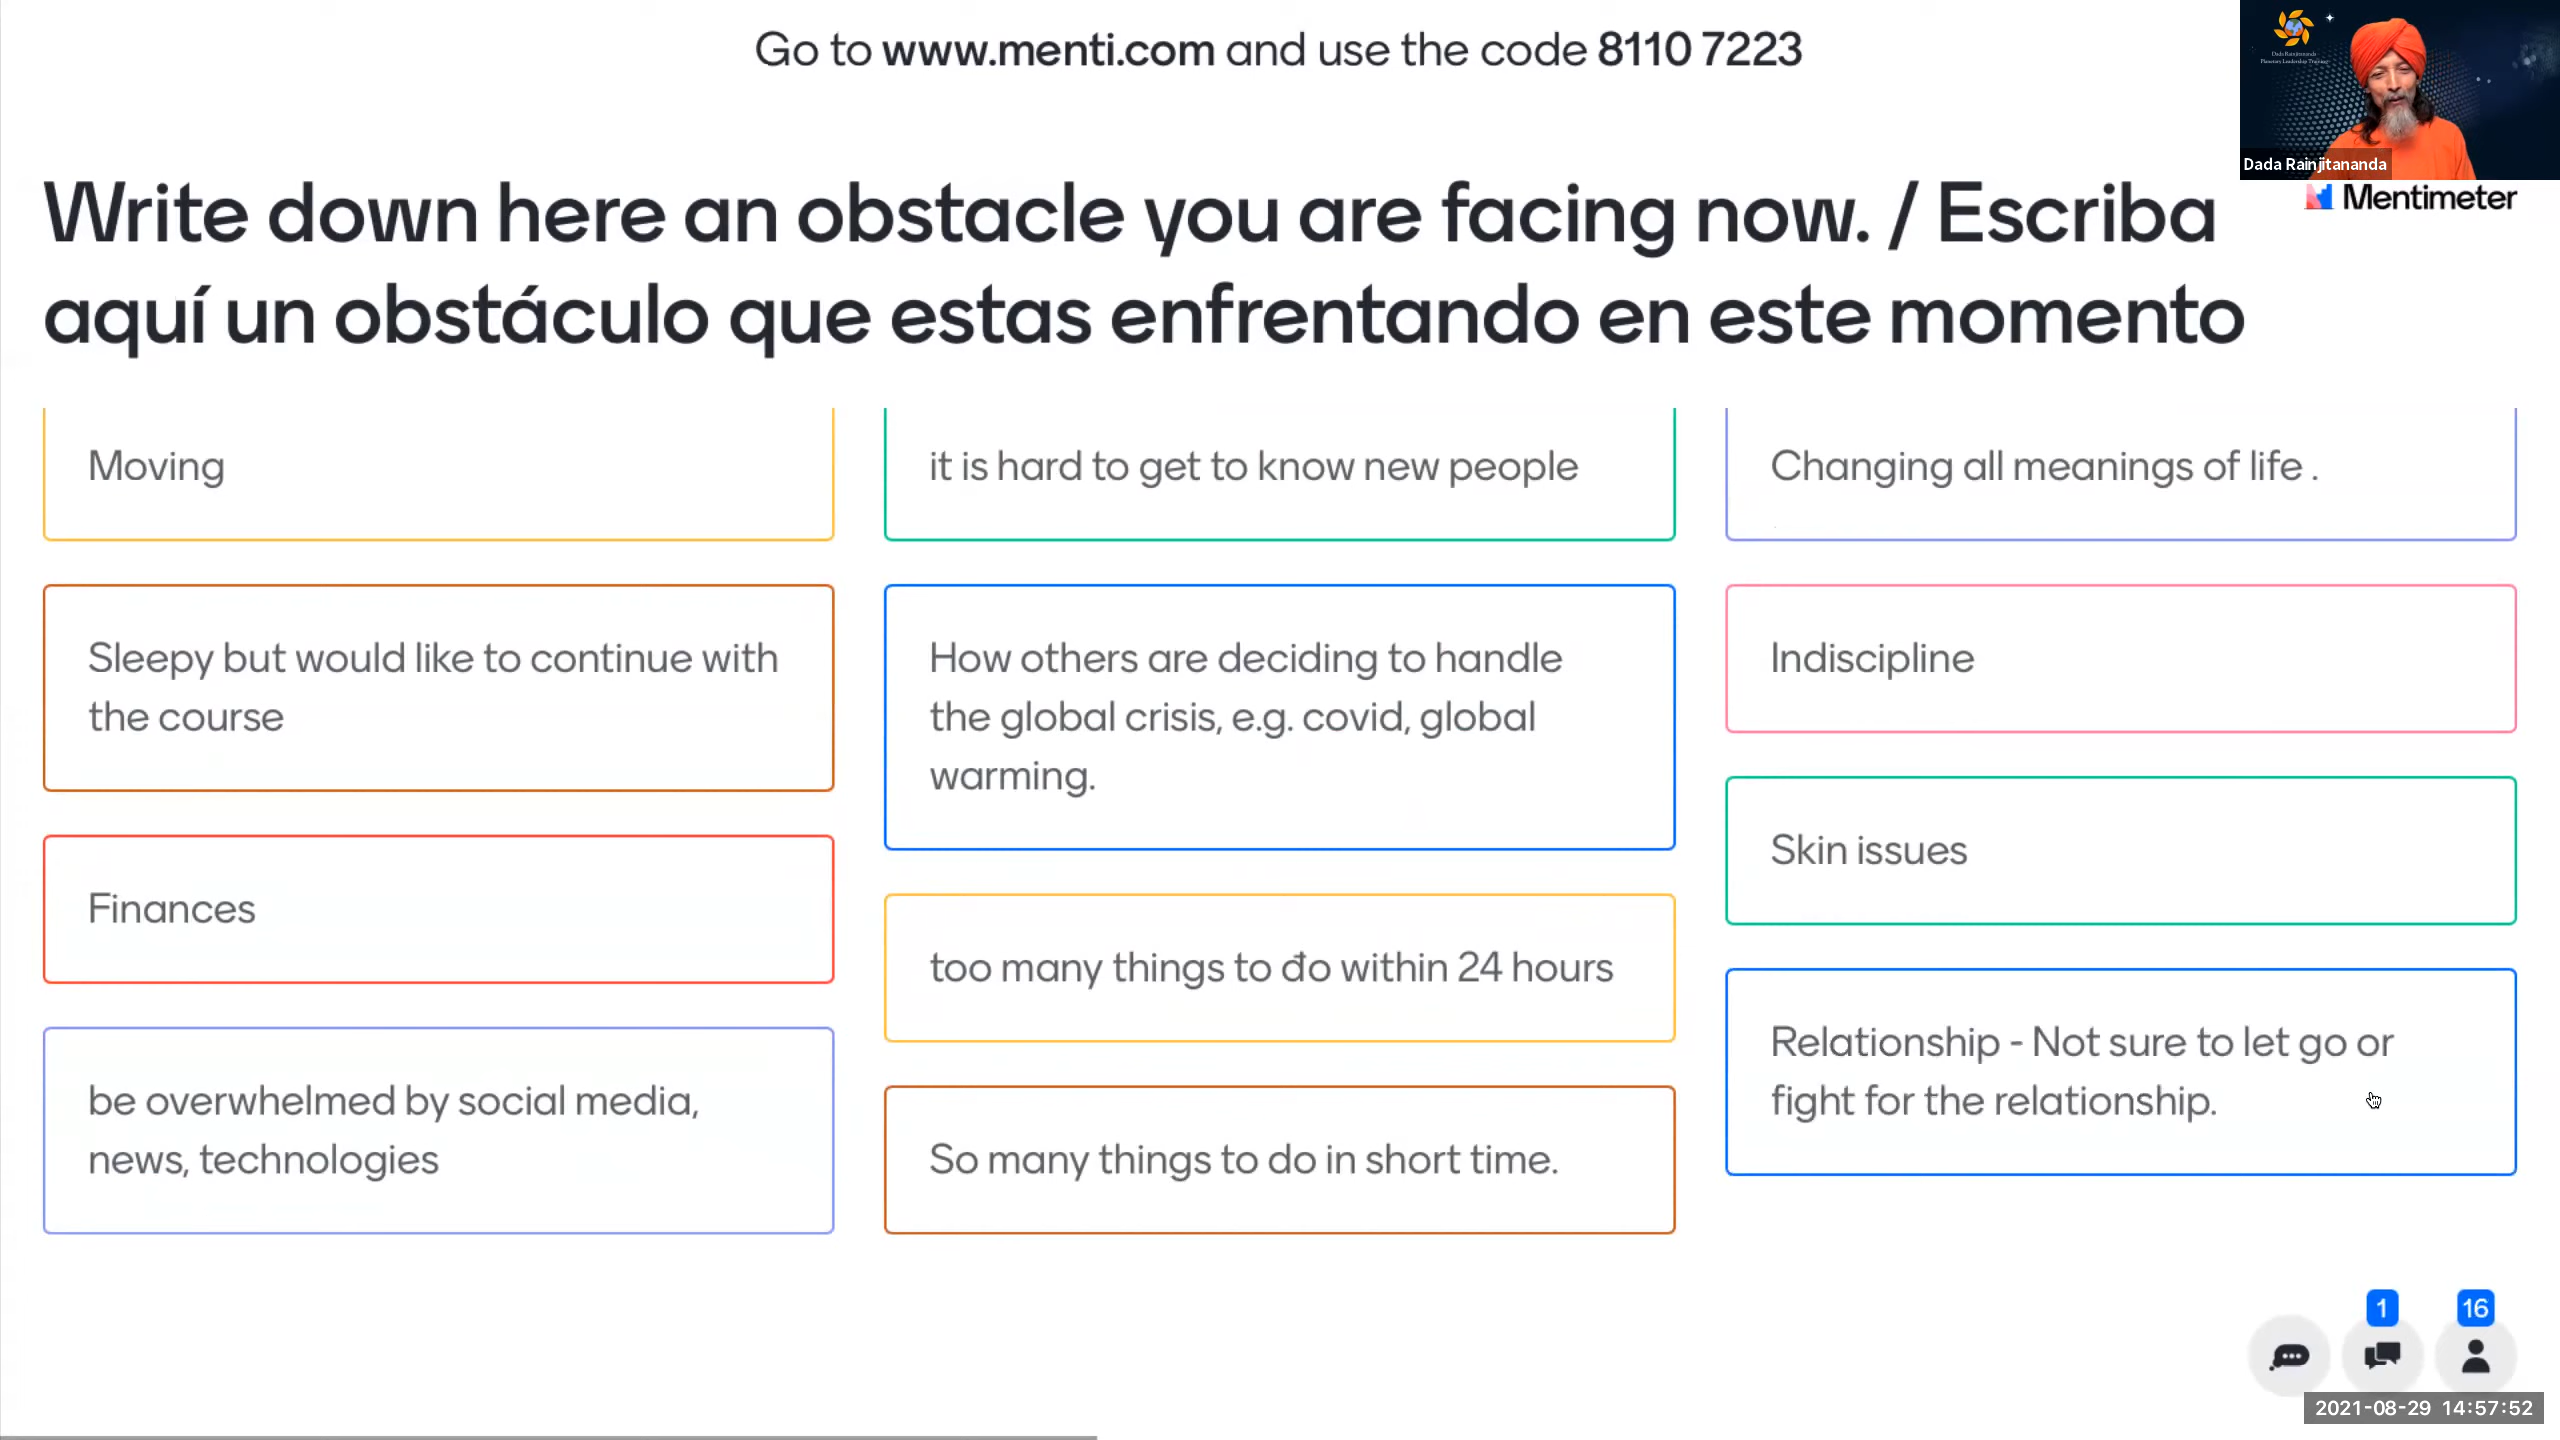 Go to www.menti.com and use the code 8110 7223
Dada Rainjitananda
Planetary Leadership Training
Dada Rainjitananda
Mentimeter
Write down here an obstacle you are facing now. / Escriba
aquí un obstáculo que estas enfrentando en este momento
Moving
Sleepy but would like to continue with
the course
Finances
be overwhelmed by social media,
news, technologies
it is hard to get to know new people
How others are deciding to handle
the global crisis, e.g. covid, global
warming.
too many things to do within 24 hours
So many things to do in short time.
Changing all meanings of life .
Indiscipline
Skin issues
Relationship - Not sure to let go or
fight for the relationship.
1
16
2021-08-29 14:57:52